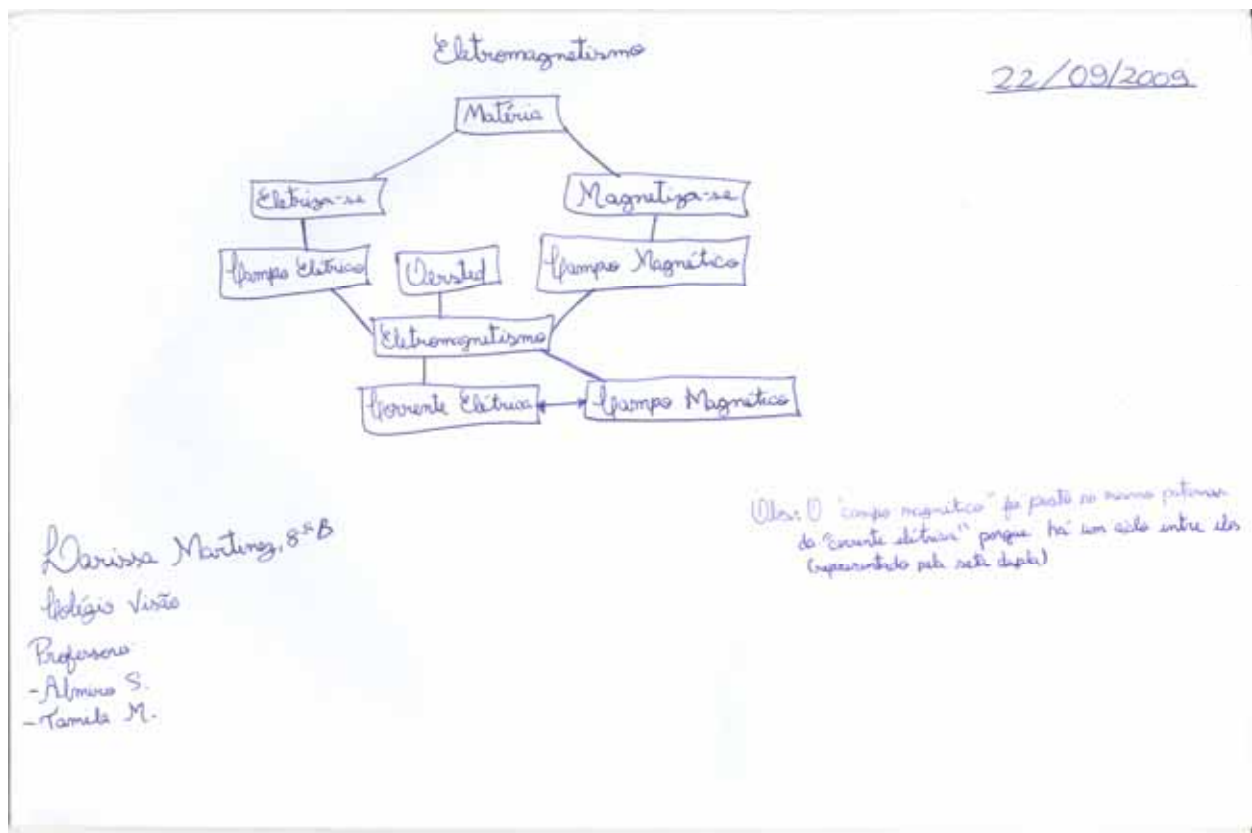 Eletromagnetismo
22/09/2009
Matéria
Eletriza-se
Magnetiza-se
Campo Elétrico
Oersted
Campo Magnético
Eletromagnetismo
Corrente Elétrica
Campo Magnético
Obs: O "campo magnético" foi posto no mesmo patamar
da "corrente elétrica" porque há um ciclo entre eles
(representado pela seta dupla)
Larissa Martinez, 8ª B
Colégio Visão
Professores
- Almiro S.
- Tamila M.